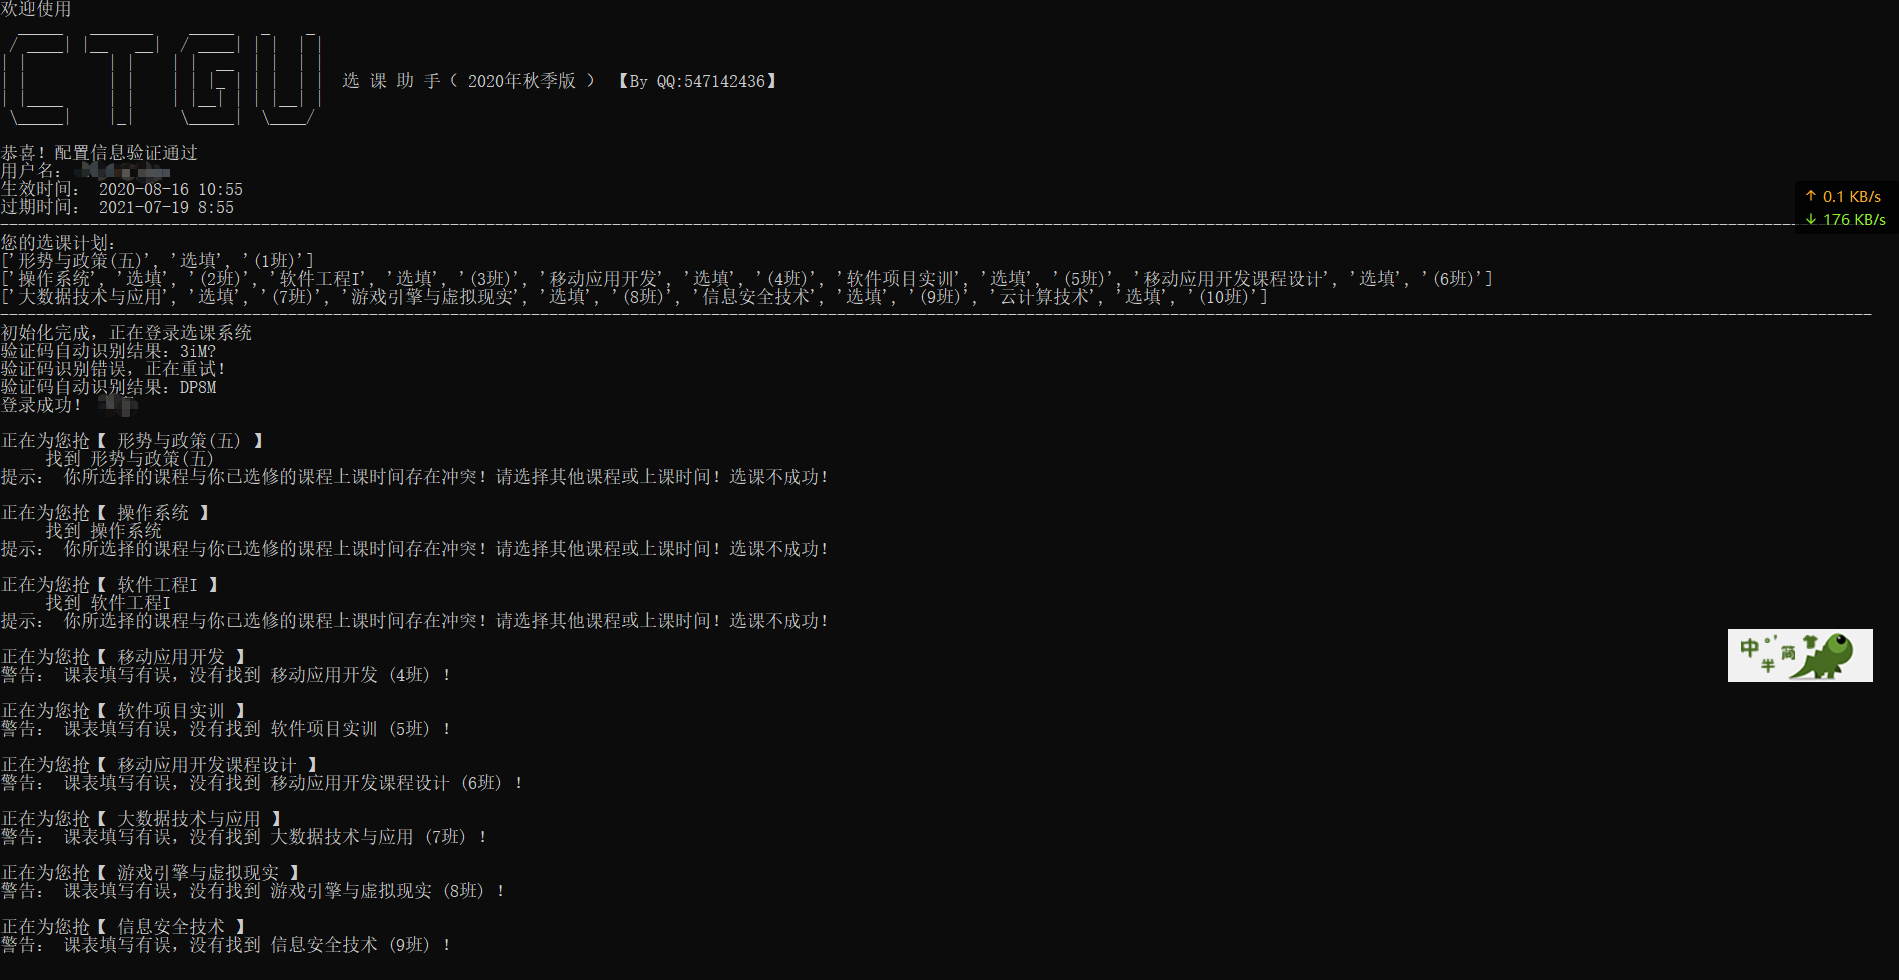 欢迎使用
CTGU
选 课 助 手（ 2020年秋季版 ） 【By QQ:547142436】
恭喜！配置信息验证通过
用户名：
生效时间： 2020-08-16 10:55
过期时间： 2021-07-19 8:55
↑ 0.1 KB/s
↓ 176 KB/s
您的选课计划：
['形势与政策(五)', '选填', '(1班)']
['操作系统', '选填', '(2班)', '软件工程I', '选填', '(3班)', '移动应用开发', '选填', '(4班)', '软件项目实训', '选填', '(5班)', '移动应用开发课程设计', '选填', '(6班)']
['大数据技术与应用', '选填', '(7班)', '游戏引擎与虚拟现实', '选填', '(8班)', '信息安全技术', '选填', '(9班)', '云计算技术', '选填', '(10班)']
初始化完成，正在登录选课系统
验证码自动识别结果：3iM?
验证码识别错误，正在重试！
验证码自动识别结果：DP8M
登录成功！
正在为您抢【 形势与政策(五) 】
找到 形势与政策(五)
提示： 你所选择的课程与你已选修的课程上课时间存在冲突！请选择其他课程或上课时间！选课不成功！
正在为您抢【 操作系统 】
找到 操作系统
提示： 你所选择的课程与你已选修的课程上课时间存在冲突！请选择其他课程或上课时间！选课不成功！
正在为您抢【 软件工程I 】
找到 软件工程I
提示： 你所选择的课程与你已选修的课程上课时间存在冲突！请选择其他课程或上课时间！选课不成功！
正在为您抢【 移动应用开发 】
警告： 课表填写有误，没有找到 移动应用开发 (4班) ！
中 半 简
正在为您抢【 软件项目实训 】
警告： 课表填写有误，没有找到 软件项目实训 (5班) ！
正在为您抢【 移动应用开发课程设计 】
警告： 课表填写有误，没有找到 移动应用开发课程设计 (6班) ！
正在为您抢【 大数据技术与应用 】
警告： 课表填写有误，没有找到 大数据技术与应用 (7班) ！
正在为您抢【 游戏引擎与虚拟现实 】
警告： 课表填写有误，没有找到 游戏引擎与虚拟现实 (8班) ！
正在为您抢【 信息安全技术 】
警告： 课表填写有误，没有找到 信息安全技术 (9班) ！